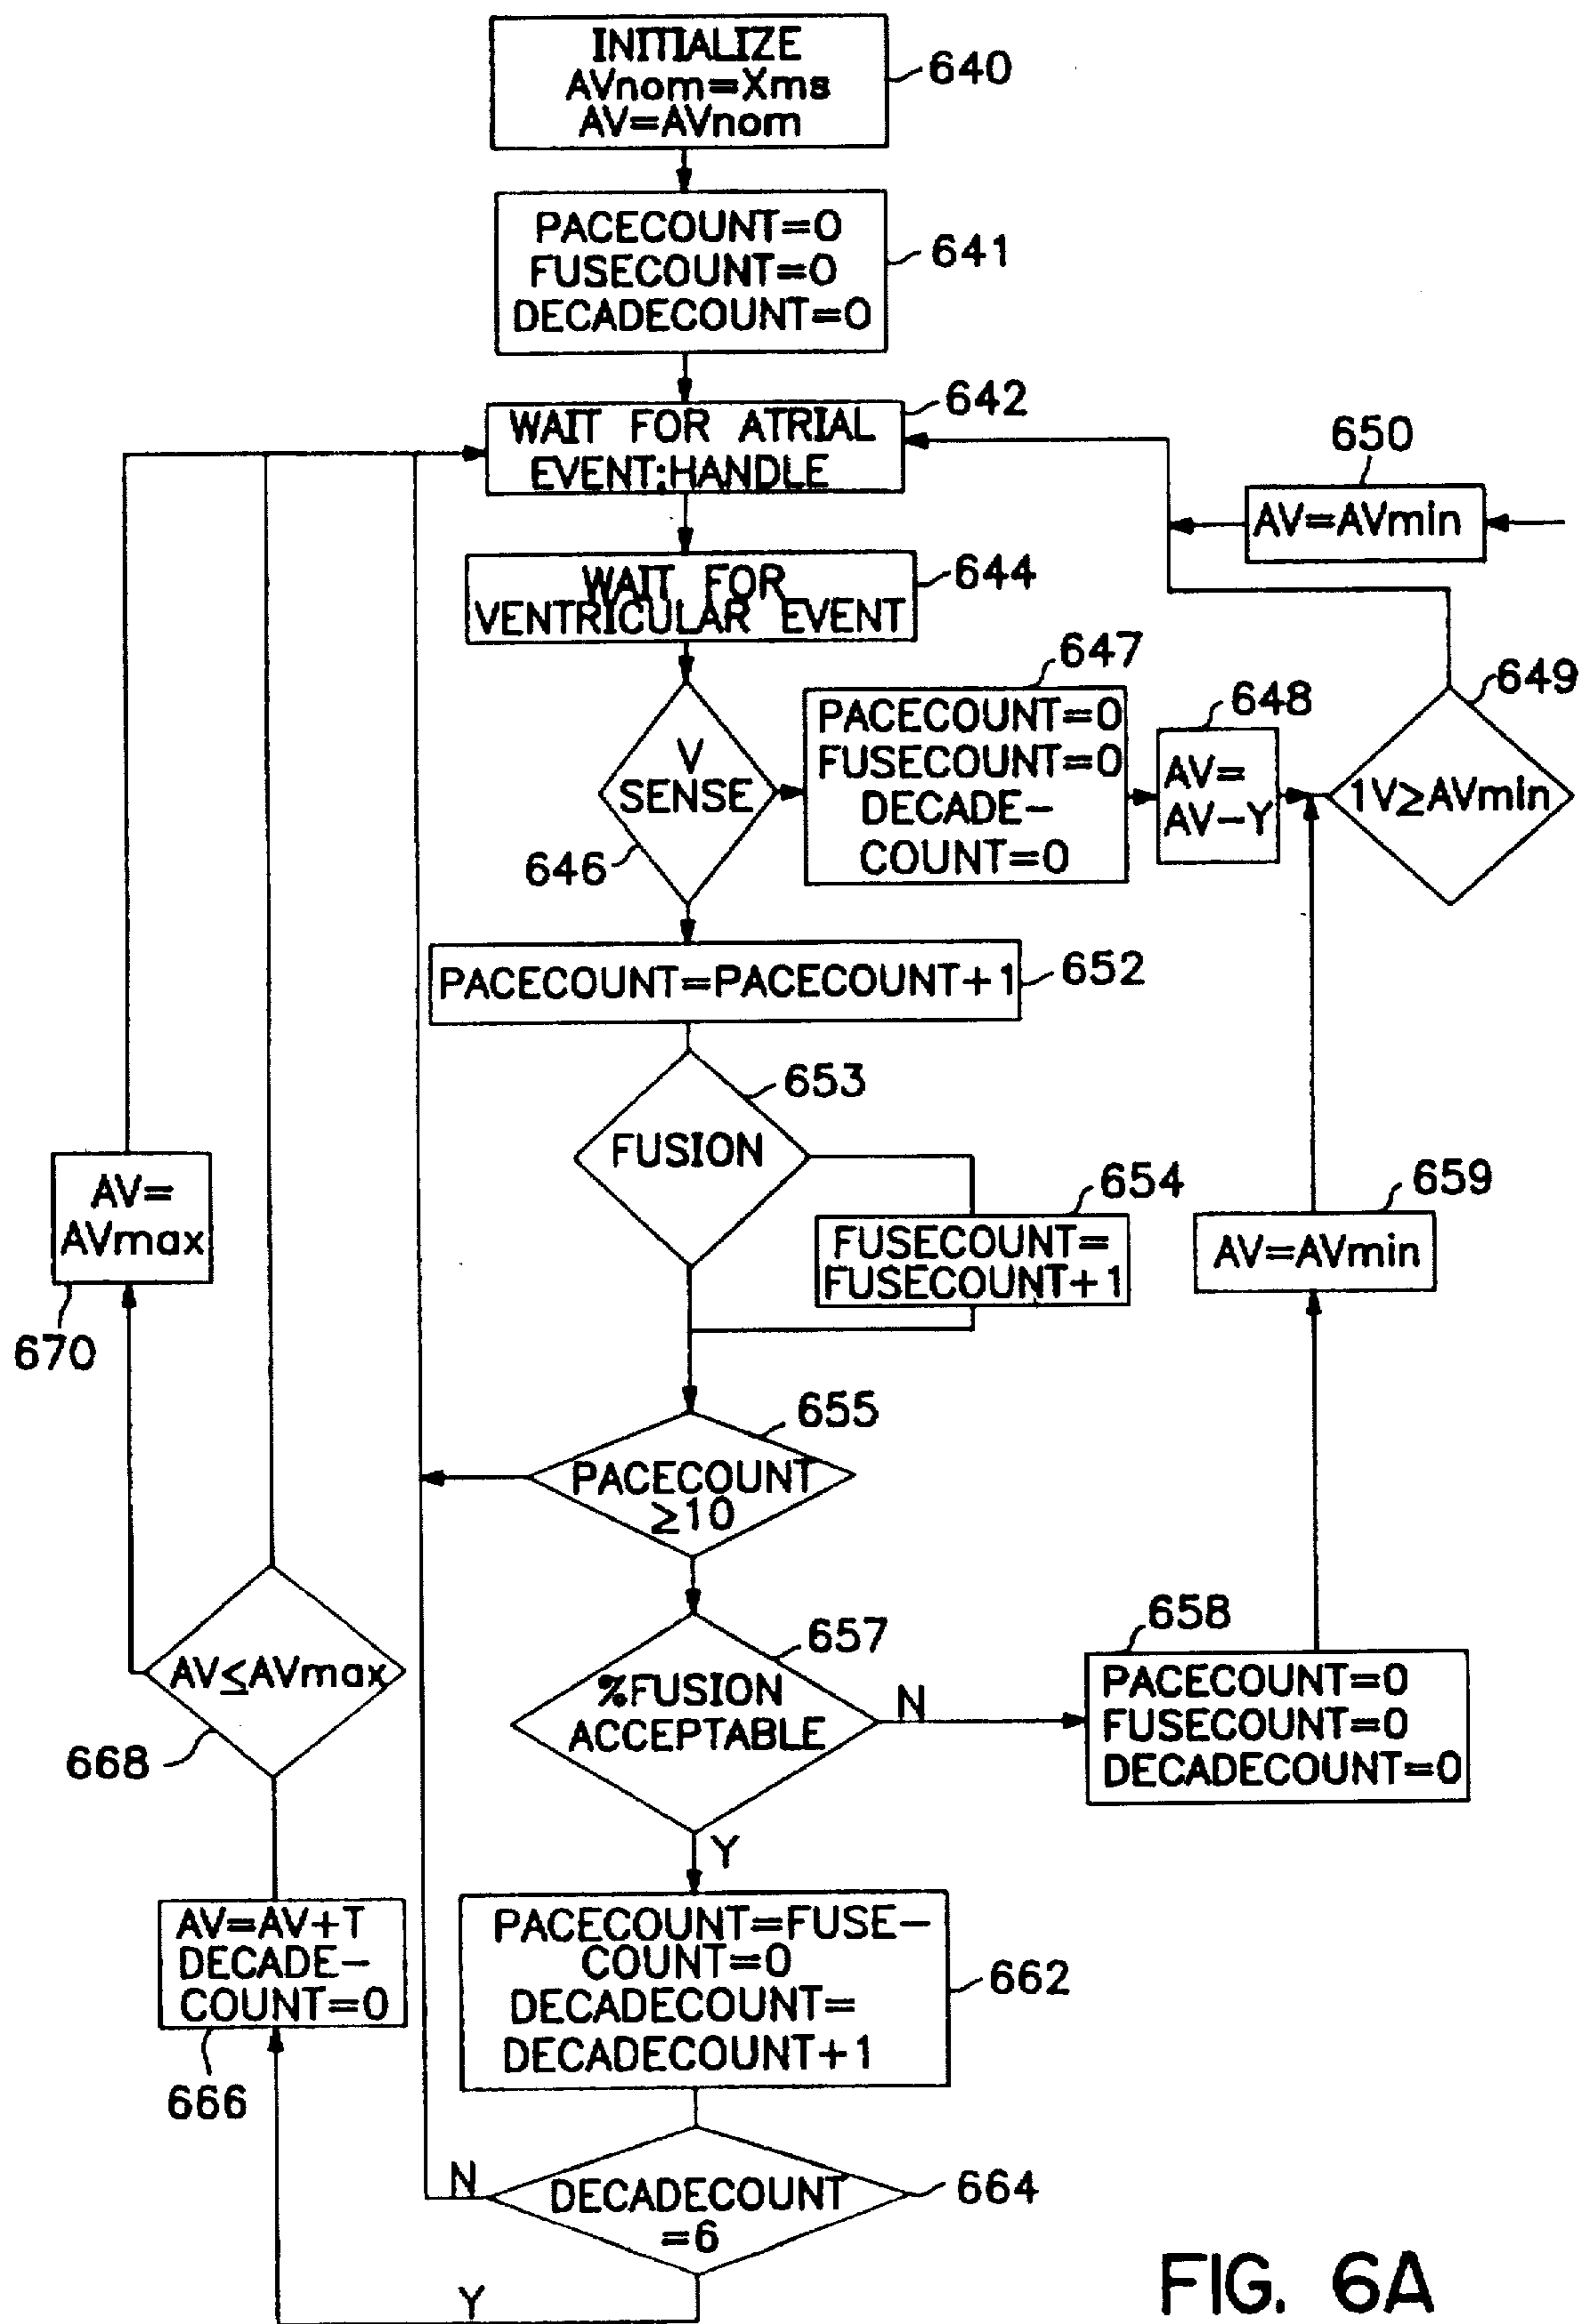 INITIALIZE
AVnom=Xms
AV=AVnom
640
PACECOUNT=0
FUSECOUNT=0
DECADECOUNT=0
641
WAIT FOR ATRIAL
EVENT:HANDLE
642
650
AV=AVmin
WAIT FOR
VENTRICULAR EVENT
644
V
SENSE
646
647
PACECOUNT=0
FUSECOUNT=0
DECADE-
COUNT=0
648
AV=
AV-Y
649
1V≥AVmin
PACECOUNT=PACECOUNT+1
652
653
FUSION
654
FUSECOUNT=
FUSECOUNT+1
659
AV=AVmin
AV=
AVmax
670
655
PACECOUNT
≥10
657
%FUSION
ACCEPTABLE
N
Y
658
PACECOUNT=0
FUSECOUNT=0
DECADECOUNT=0
AV≤AVmax
668
AV=AV+T
DECADE-
COUNT=0
666
PACECOUNT=FUSE-
COUNT=0
DECADECOUNT=
DECADECOUNT+1
662
N
DECADECOUNT
=6
664
Y
FIG. 6A